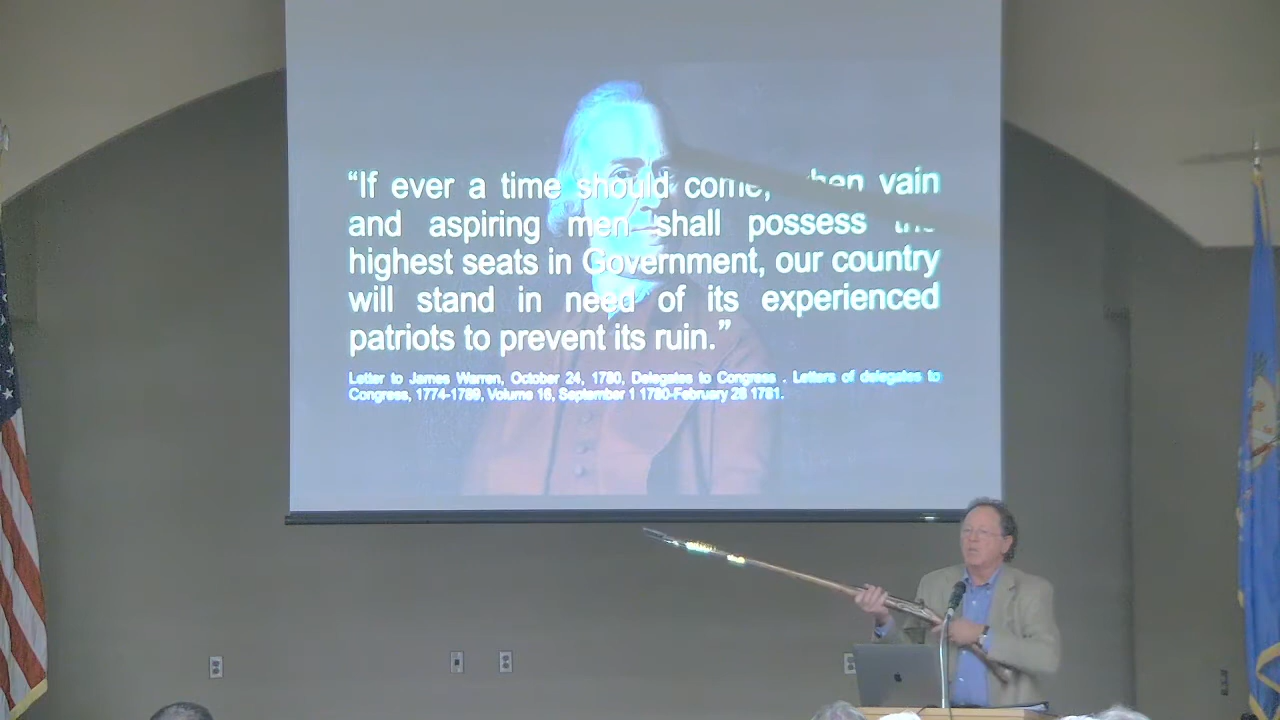 “If ever a time should come, when vain
and aspiring men shall possess the
highest seats in Government, our country
will stand in need of its experienced
patriots to prevent its ruin.”
Letter to James Warren, October 24, 1780, Delegates to Congress . Letters of delegates to
Congress, 1774-1789, Volume 16, September 1 1780-February 28 1781.